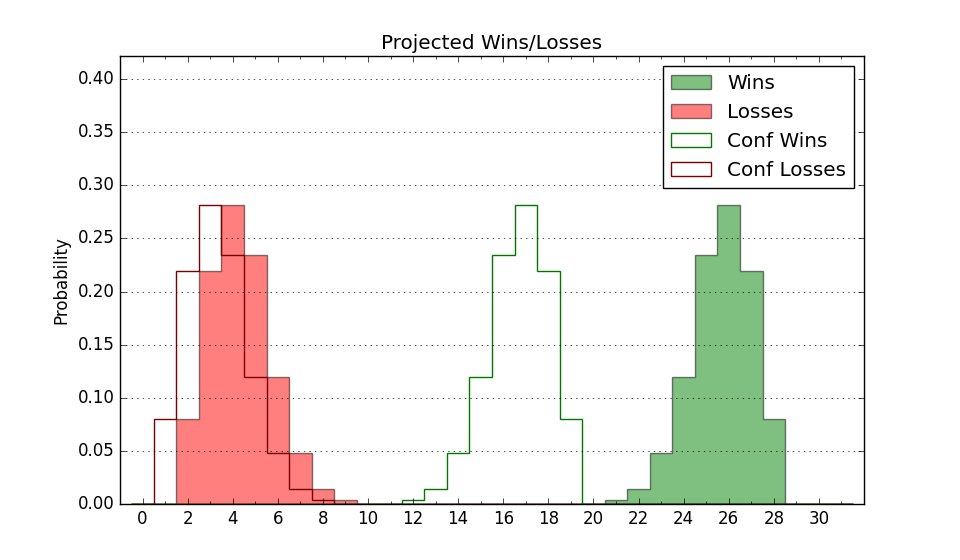 Projected Wins/Losses
Wins
Losses
Conf Wins
Conf Losses
Probability
0.40
0.35
0.30
0.25
0.20
0.15
0.10
0.05
0.00
0 2 4 6 8 10 12 14 16 18 20 22 24 26 28 30